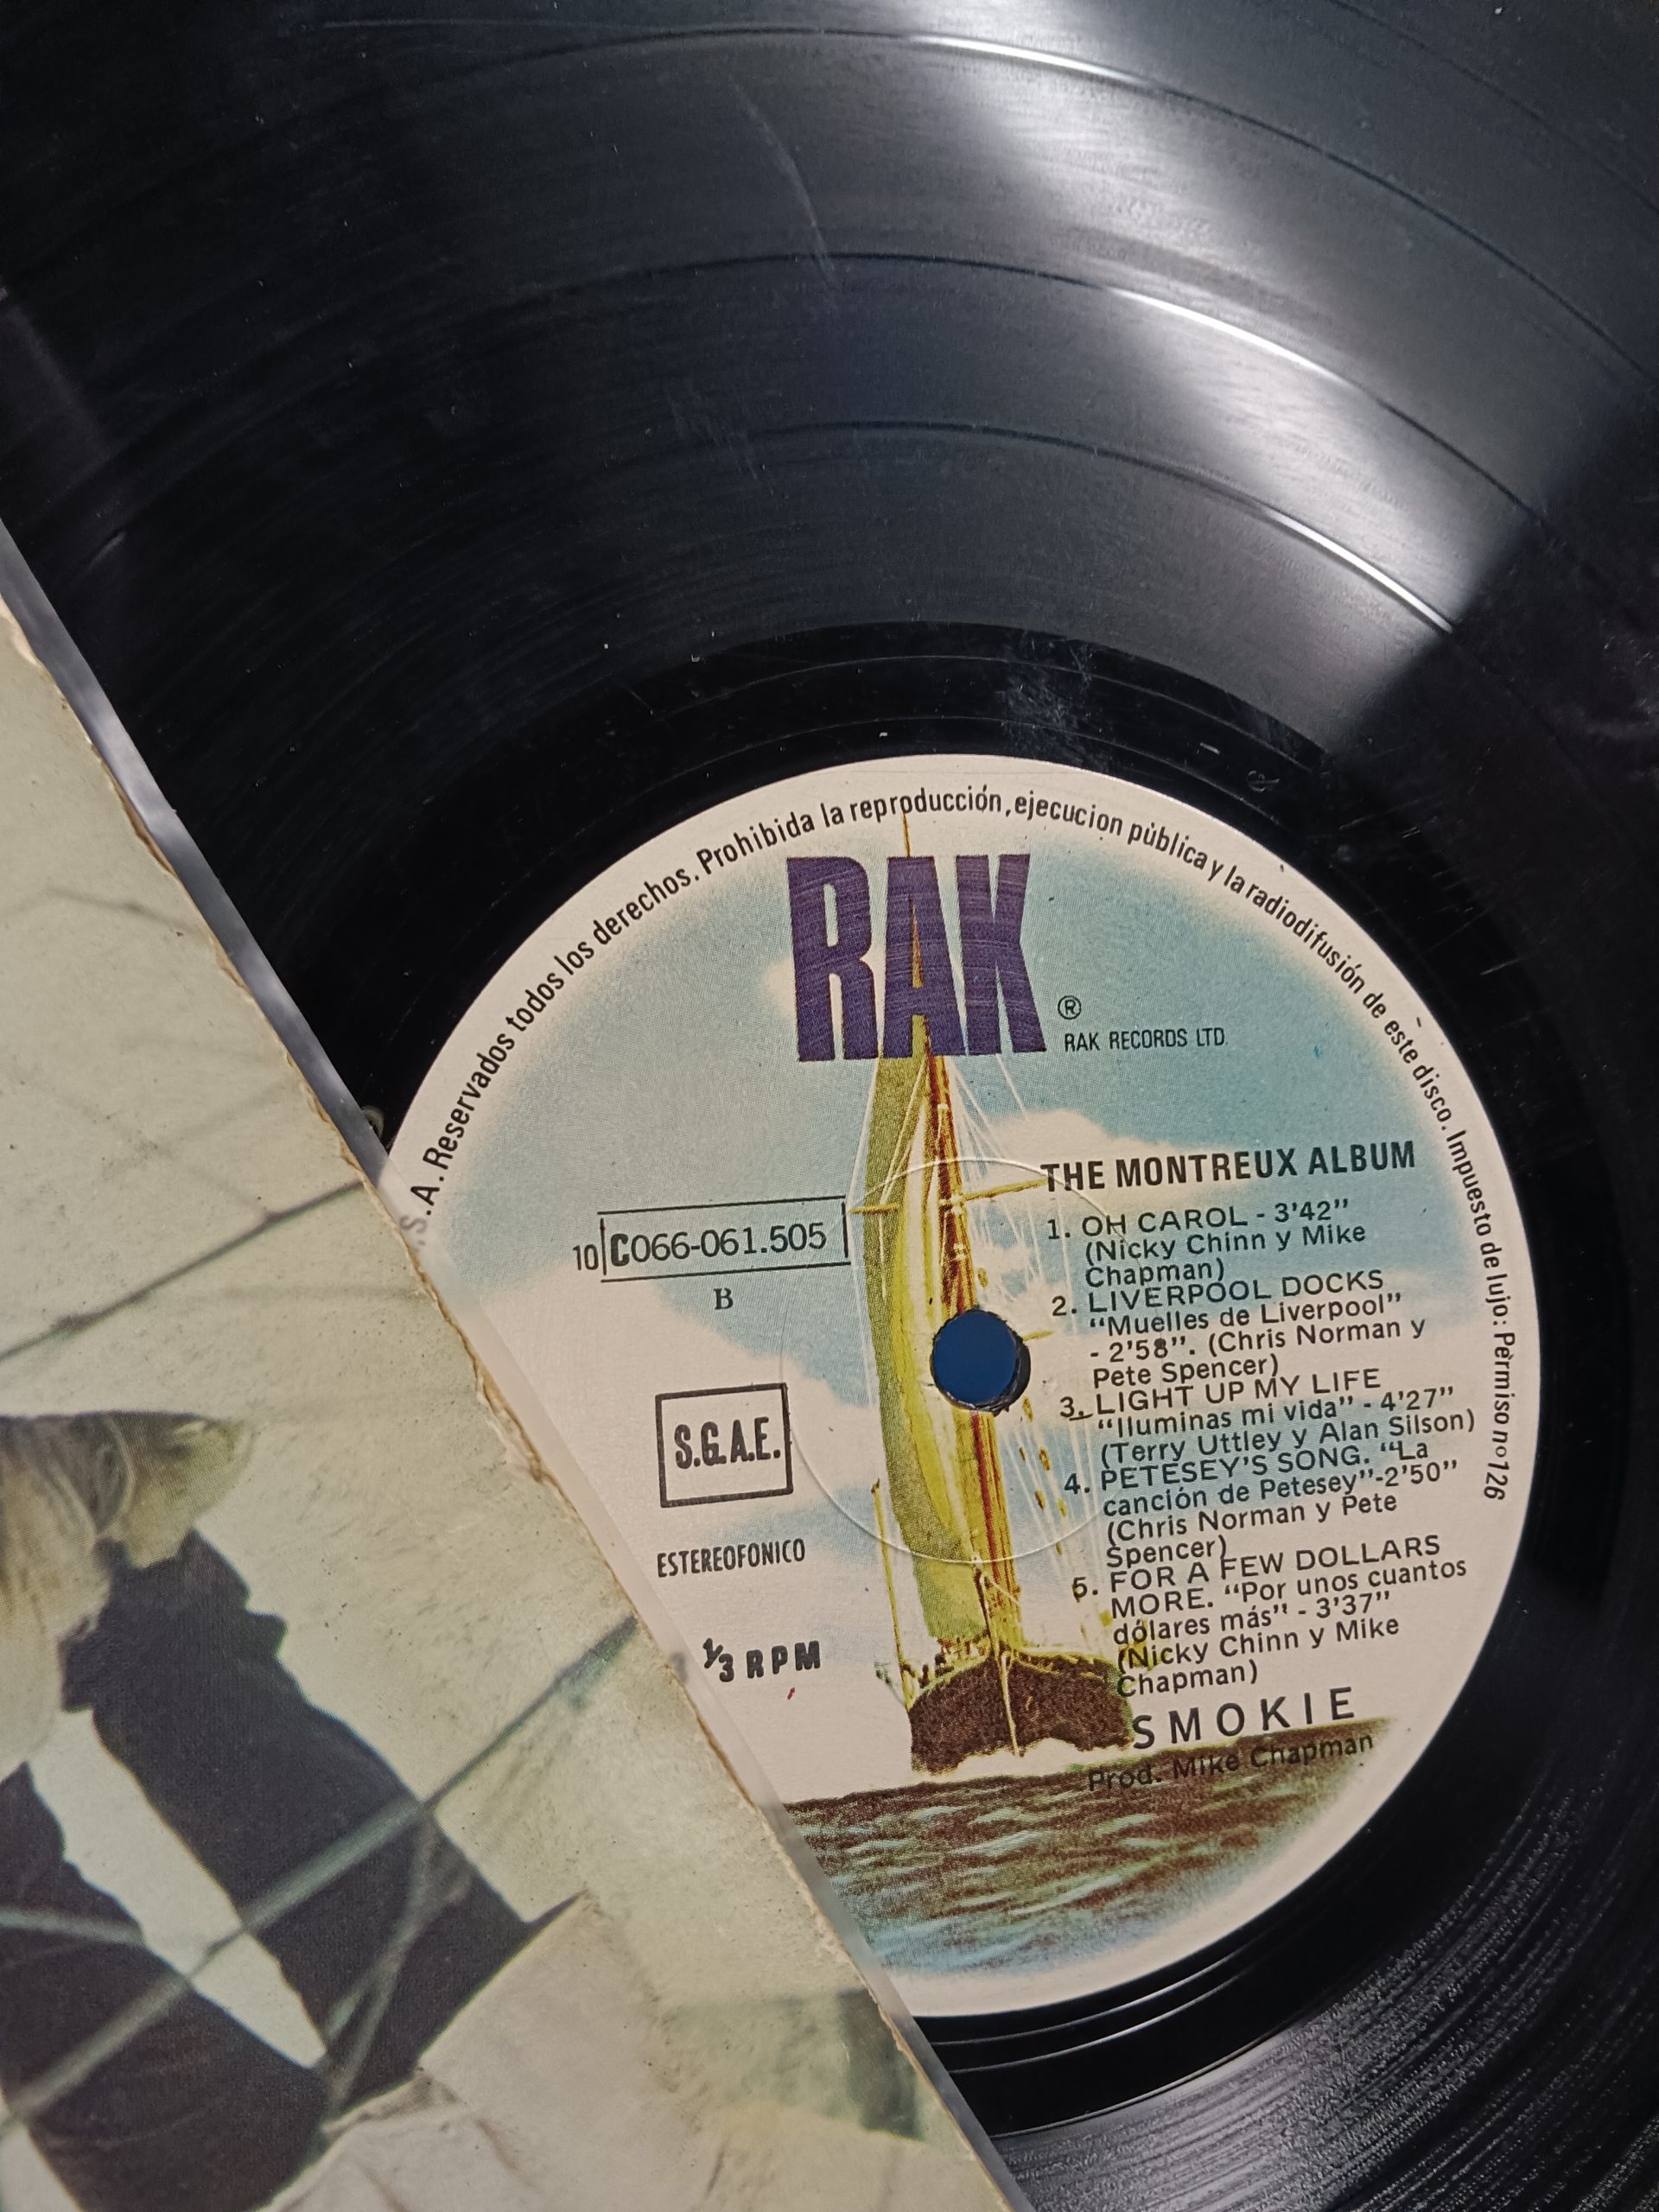 S.A. Reservados todos los derechos. Prohibida la reproducción, ejecucion pùblica y la radiodifusión de este disco. Impuesto de lujo: Pèrmiso nº 126
RAK
®
RAK RECORDS LTD
THE MONTREUX ALBUM
1. OH CAROL - 3'42"
(Nicky Chinn y Mike
Chapman)
2. LIVERPOOL DOCKS
"Muelles de Liverpool"
- 2'58". (Chris Norman y
Pete Spencer)
3. LIGHT UP MY LIFE
"Iluminas mi vida" - 4'27"
(Terry Uttley y Alan Silson)
4. PETESEY'S SONG. "La
canción de Petesey"-2'50"
(Chris Norman y Pete
Spencer)
5. FOR A FEW DOLLARS
MORE. "Por unos cuantos
dólares más" - 3'37"
(Nicky Chinn y Mike
Chapman)
SMOKIE
Prod. Mike Chapman
10 C066-061.505
B
S.G.A.E.
ESTEREOFONICO
1/3 RPM